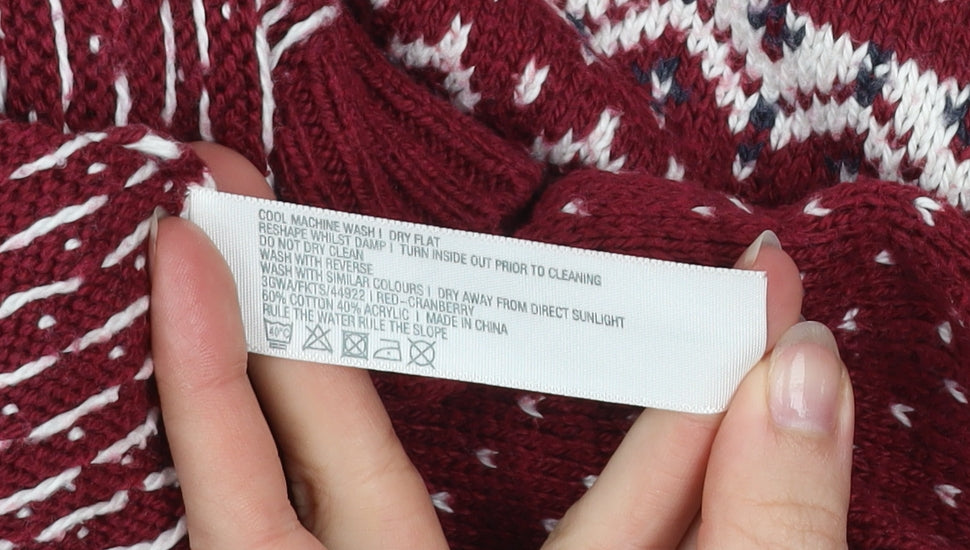 COOL MACHINE WASH | DRY FLAT
RESHAPE WHILST DAMP | TURN INSIDE OUT PRIOR TO CLEANING
DO NOT DRY CLEAN
WASH WITH REVERSE
WASH WITH SIMILAR COLOURS | DRY AWAY FROM DIRECT SUNLIGHT
3GWA/FKTS/44922 | RED-CRANBERRY
60% COTTON 40% ACRYLIC | MADE IN CHINA
RULE THE WATER RULE THE SLOPE
40°C